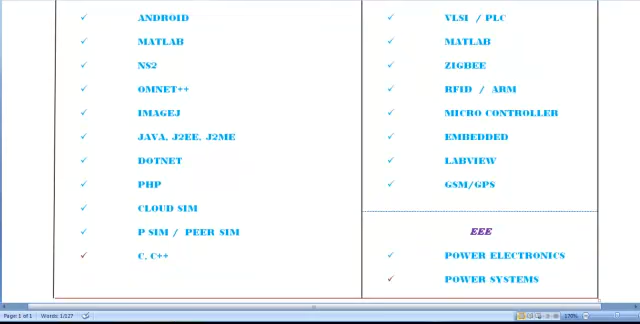 ANDROID
MATLAB
NS2
OMNET++
IMAGEJ
JAVA, J2EE, J2ME
DOTNET
PHP
CLOUD SIM
P SIM / PEER SIM
C, C++
VLSI / PLC
MATLAB
ZIGBEE
RFID / ARM
MICRO CONTROLLER
EMBEDDED
LABVIEW
GSM/GPS
EEE
POWER ELECTRONICS
POWER SYSTEMS
Page: 1 of 1 Words: 1/127 170%